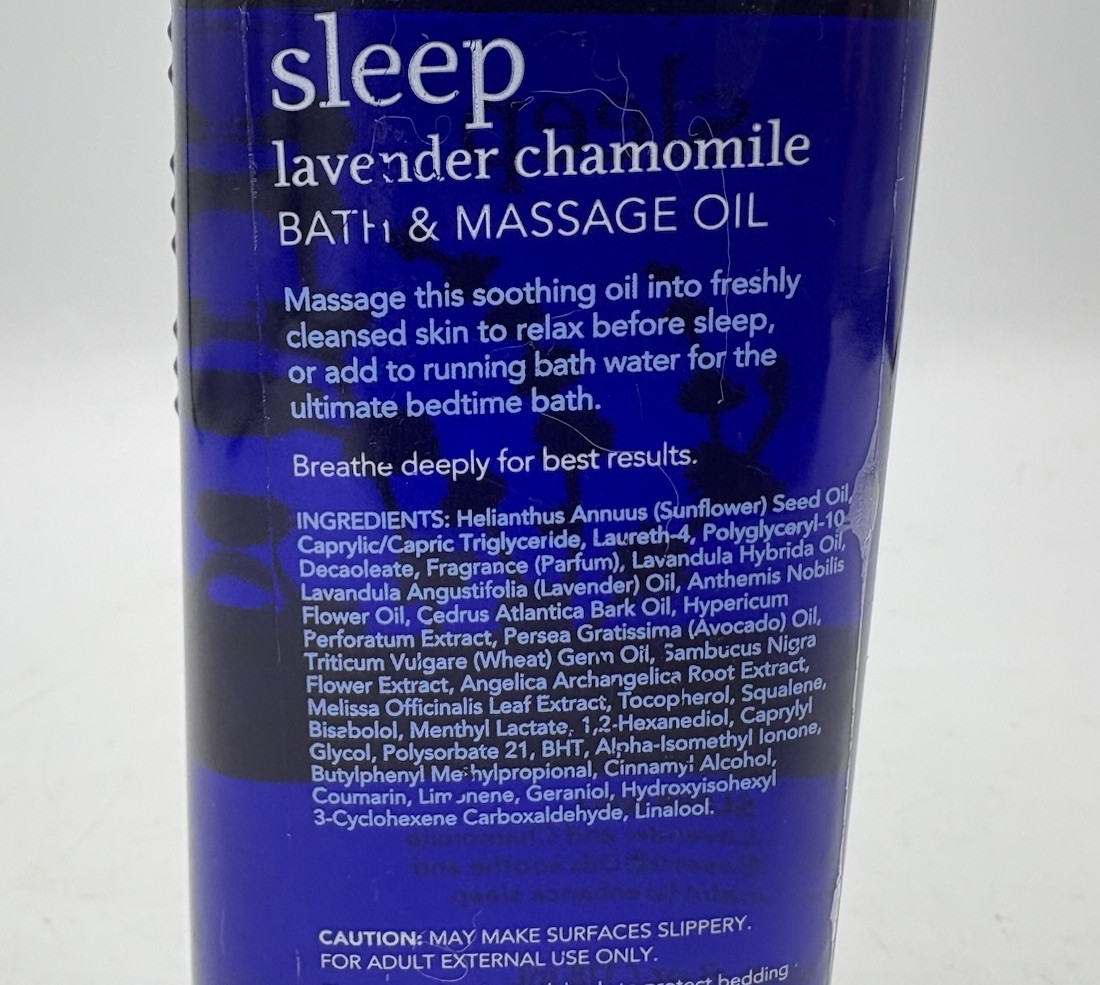 sleep
lavender chamomile
BATH & MASSAGE OIL
Massage this soothing oil into freshly
cleansed skin to relax before sleep,
or add to running bath water for the
ultimate bedtime bath.
Breathe deeply for best results.
INGREDIENTS: Helianthus Annuus (Sunflower) Seed Oil,
Caprylic/Capric Triglyceride, Laureth-4, Polyglyceryl-10
Decaoleate, Fragrance (Parfum), Lavandula Hybrida Oil,
Lavandula Angustifolia (Lavender) Oil, Anthemis Nobilis
Flower Oil, Cedrus Atlantica Bark Oil, Hypericum
Perforatum Extract, Persea Gratissima (Avocado) Oil,
Triticum Vulgare (Wheat) Germ Oil, Sambucus Nigra
Flower Extract, Angelica Archangelica Root Extract,
Melissa Officinalis Leaf Extract, Tocopherol, Squalene,
Bisabolol, Menthyl Lactate, 1,2-Hexanediol, Caprylyl
Glycol, Polysorbate 21, BHT, Alpha-Isomethyl Ionone,
Butylphenyl Methylpropional, Cinnamyl Alcohol,
Coumarin, Limonene, Geraniol, Hydroxyisohexyl
3-Cyclohexene Carboxaldehyde, Linalool.
CAUTION: MAY MAKE SURFACES SLIPPERY.
FOR ADULT EXTERNAL USE ONLY.
to protect bedding